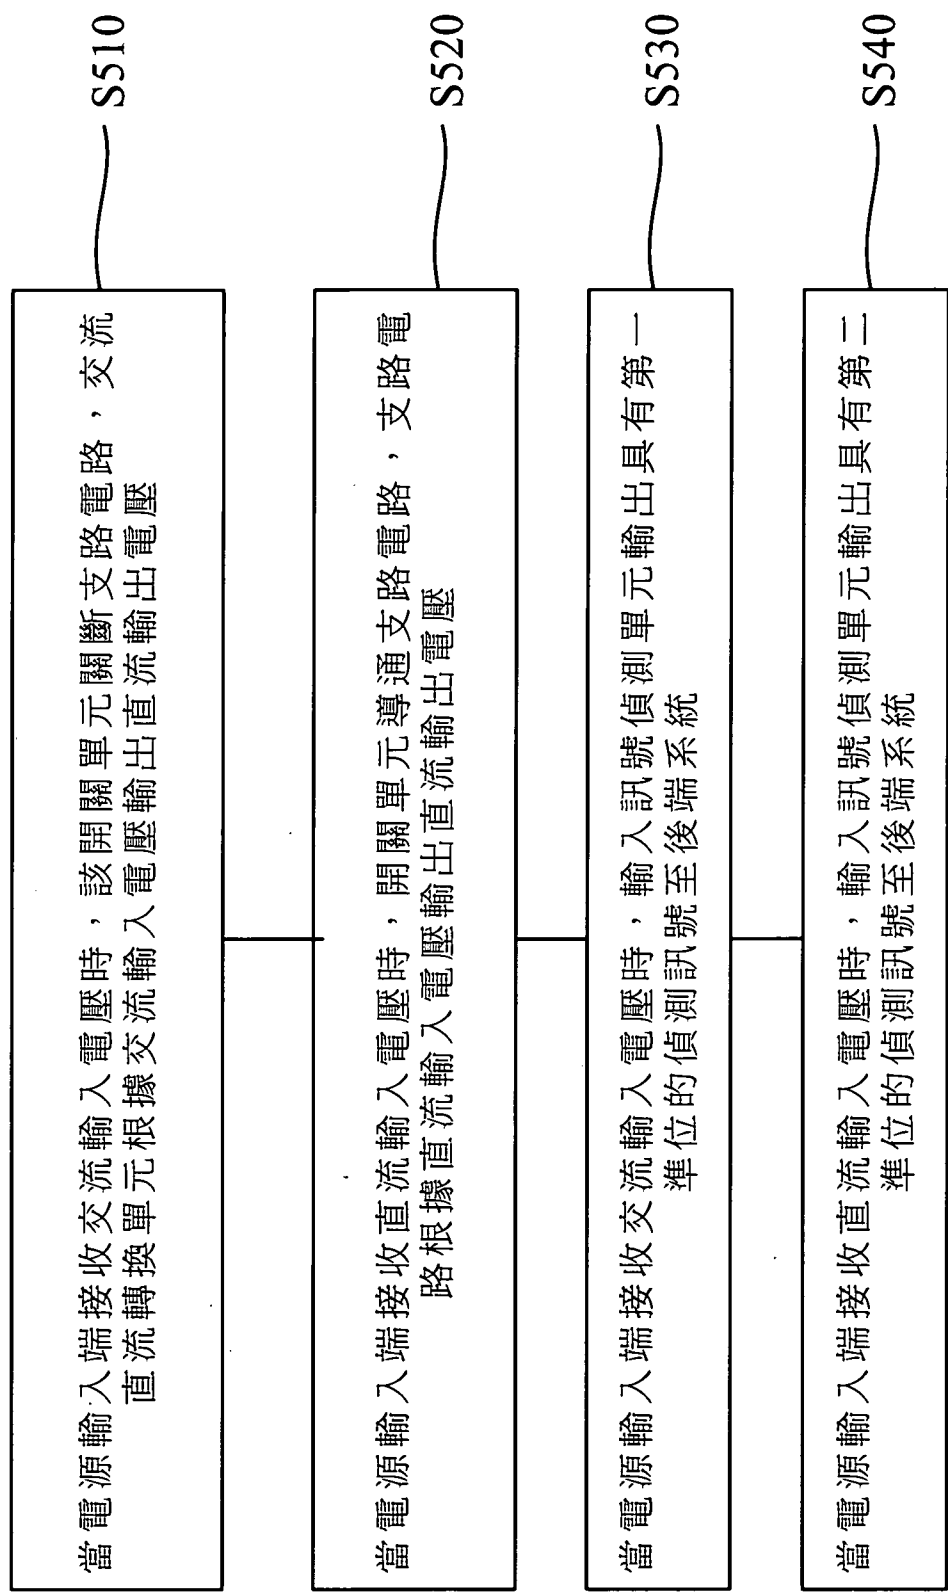 當電源輸入端接收交流輸入電壓時，該開關單元關斷支路電路，交流
直流轉換單元根據交流輸入電壓輸出直流輸出電壓
S510
當電源輸入端接收直流輸入電壓時，開關單元導通支路電路，支路電
路根據直流輸入電壓輸出直流輸出電壓
S520
當電源輸入端接收交流輸入電壓時，輸入訊號偵測單元輸出具有第一
準位的偵測訊號至後端系統
S530
當電源輸入端接收直流輸入電壓時，輸入訊號偵測單元輸出具有第二
準位的偵測訊號至後端系統
S540